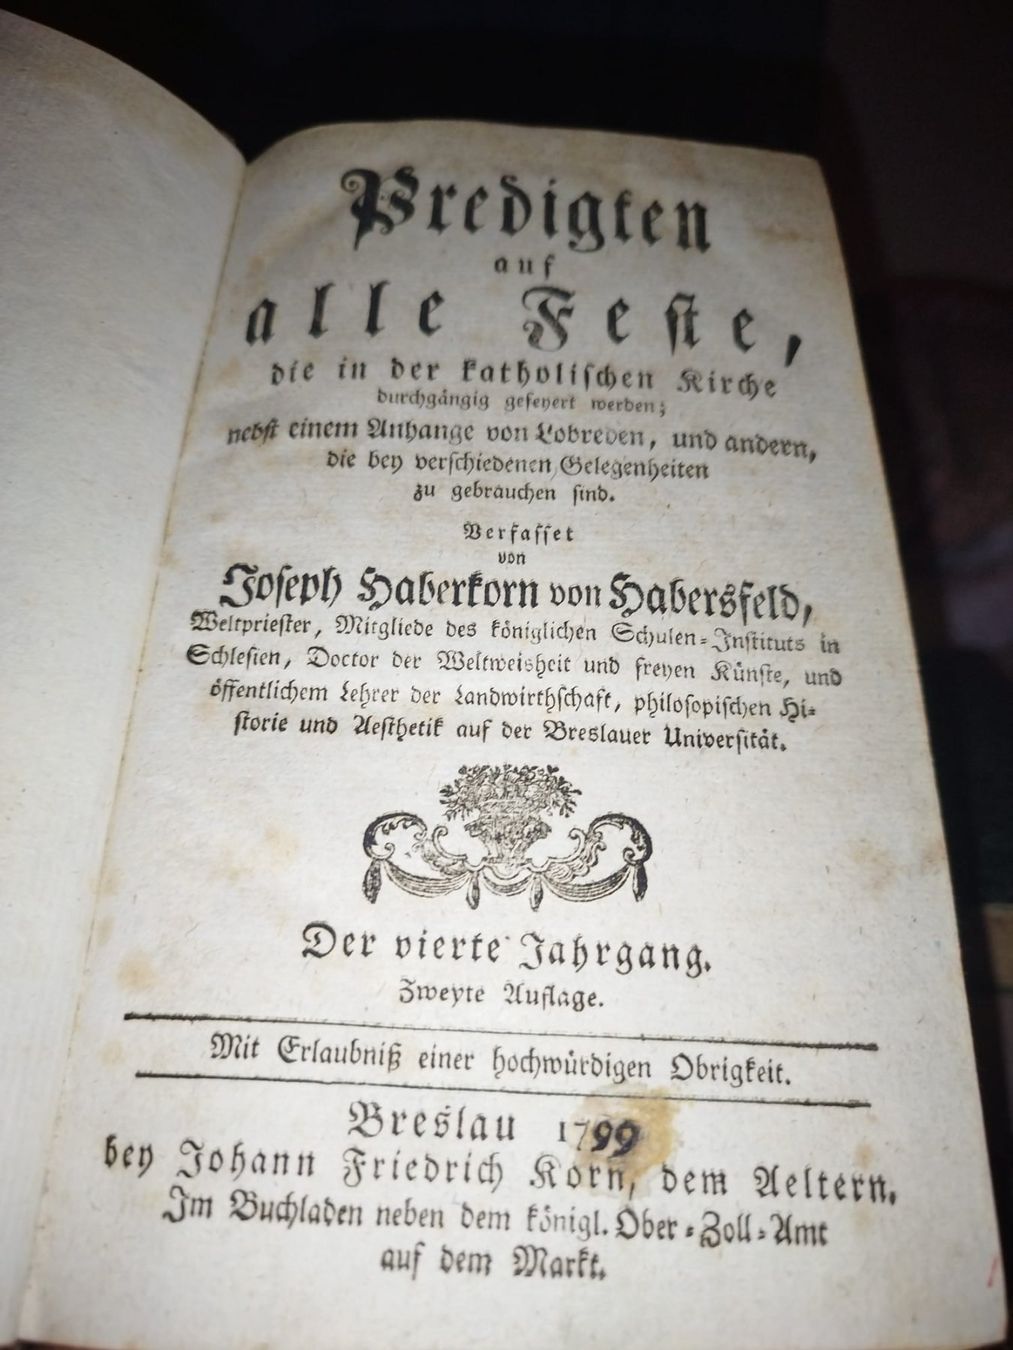 Predigten
auf
alle Feste,
die in der katholischen Kirche
durchgängig gefeyert werden;
nebst einem Anhange von Lobreden, und andern,
die bey verschiedenen Gelegenheiten
zu gebrauchen sind.
Verfasset
von
Joseph Haberkorn von Habersfeld,
Weltpriester, Mitgliede des königlichen Schulen-Instituts in
Schlesien, Doctor der Weltweisheit und freyen Künste, und
öffentlichem Lehrer der Landwirthschaft, philosopischen Hi-
storie und Aesthetik auf der Breslauer Universität.
Der vierte Jahrgang.
Zweyte Auflage.
Mit Erlaubniß einer hochwürdigen Obrigkeit.
Breslau 1799
bey Johann Friedrich Korn, dem Aeltern.
Im Buchladen neben dem königl. Ober-Zoll-Amt
auf dem Markt.